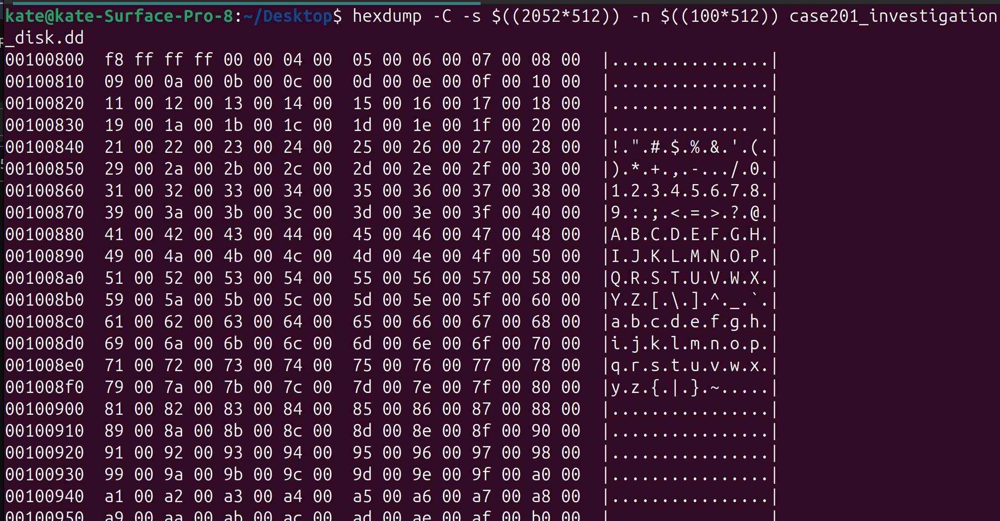 kate@kate-Surface-Pro-8:~/Desktop$ hexdump -C -s $((2052*512)) -n $((100*512)) case201_investigation
_disk.dd
00100800  f8 ff ff ff 00 00 04 00  05 00 06 00 07 00 08 00  |................|
00100810  09 00 0a 00 0b 00 0c 00  0d 00 0e 00 0f 00 10 00  |................|
00100820  11 00 12 00 13 00 14 00  15 00 16 00 17 00 18 00  |................|
00100830  19 00 1a 00 1b 00 1c 00  1d 00 1e 00 1f 00 20 00  |.............. .|
00100840  21 00 22 00 23 00 24 00  25 00 26 00 27 00 28 00  |!.".#.$.%.&.'.(.|
00100850  29 00 2a 00 2b 00 2c 00  2d 00 2e 00 2f 00 30 00  |).*.+.,.-.../.0.|
00100860  31 00 32 00 33 00 34 00  35 00 36 00 37 00 38 00  |1.2.3.4.5.6.7.8.|
00100870  39 00 3a 00 3b 00 3c 00  3d 00 3e 00 3f 00 40 00  |9.:.;.<.=.>.?.@.|
00100880  41 00 42 00 43 00 44 00  45 00 46 00 47 00 48 00  |A.B.C.D.E.F.G.H.|
00100890  49 00 4a 00 4b 00 4c 00  4d 00 4e 00 4f 00 50 00  |I.J.K.L.M.N.O.P.|
001008a0  51 00 52 00 53 00 54 00  55 00 56 00 57 00 58 00  |Q.R.S.T.U.V.W.X.|
001008b0  59 00 5a 00 5b 00 5c 00  5d 00 5e 00 5f 00 60 00  |Y.Z.[.\.].^._.`.|
001008c0  61 00 62 00 63 00 64 00  65 00 66 00 67 00 68 00  |a.b.c.d.e.f.g.h.|
001008d0  69 00 6a 00 6b 00 6c 00  6d 00 6e 00 6f 00 70 00  |i.j.k.l.m.n.o.p.|
001008e0  71 00 72 00 73 00 74 00  75 00 76 00 77 00 78 00  |q.r.s.t.u.v.w.x.|
001008f0  79 00 7a 00 7b 00 7c 00  7d 00 7e 00 7f 00 80 00  |y.z.{.|.}.~.....|
00100900  81 00 82 00 83 00 84 00  85 00 86 00 87 00 88 00  |................|
00100910  89 00 8a 00 8b 00 8c 00  8d 00 8e 00 8f 00 90 00  |................|
00100920  91 00 92 00 93 00 94 00  95 00 96 00 97 00 98 00  |................|
00100930  99 00 9a 00 9b 00 9c 00  9d 00 9e 00 9f 00 a0 00  |................|
00100940  a1 00 a2 00 a3 00 a4 00  a5 00 a6 00 a7 00 a8 00  |................|
00100950  a9 00 aa 00 ab 00 ac 00  ad 00 ae 00 af 00 b0 00  |                |